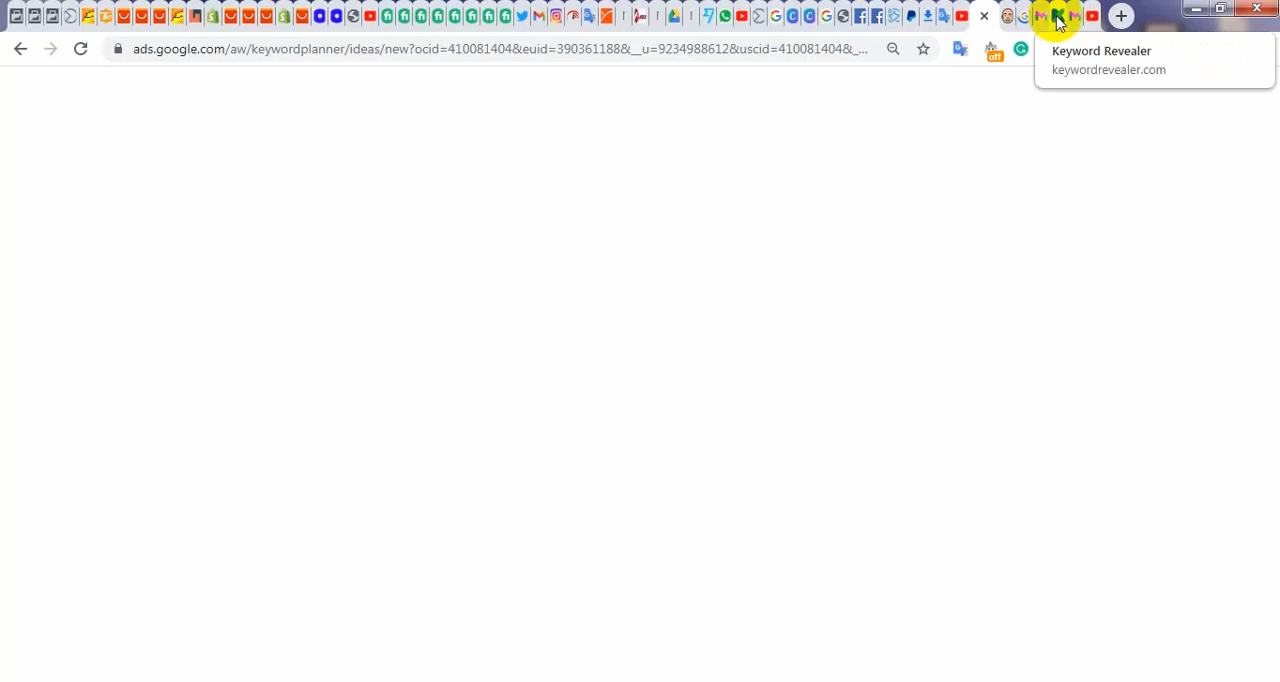 ads.google.com/aw/keywordplanner/ideas/new?ocid=410081404&euid=390361188&__u=9234988612&uscid=410081404&_...
off
Keyword Revealer
keywordrevealer.com